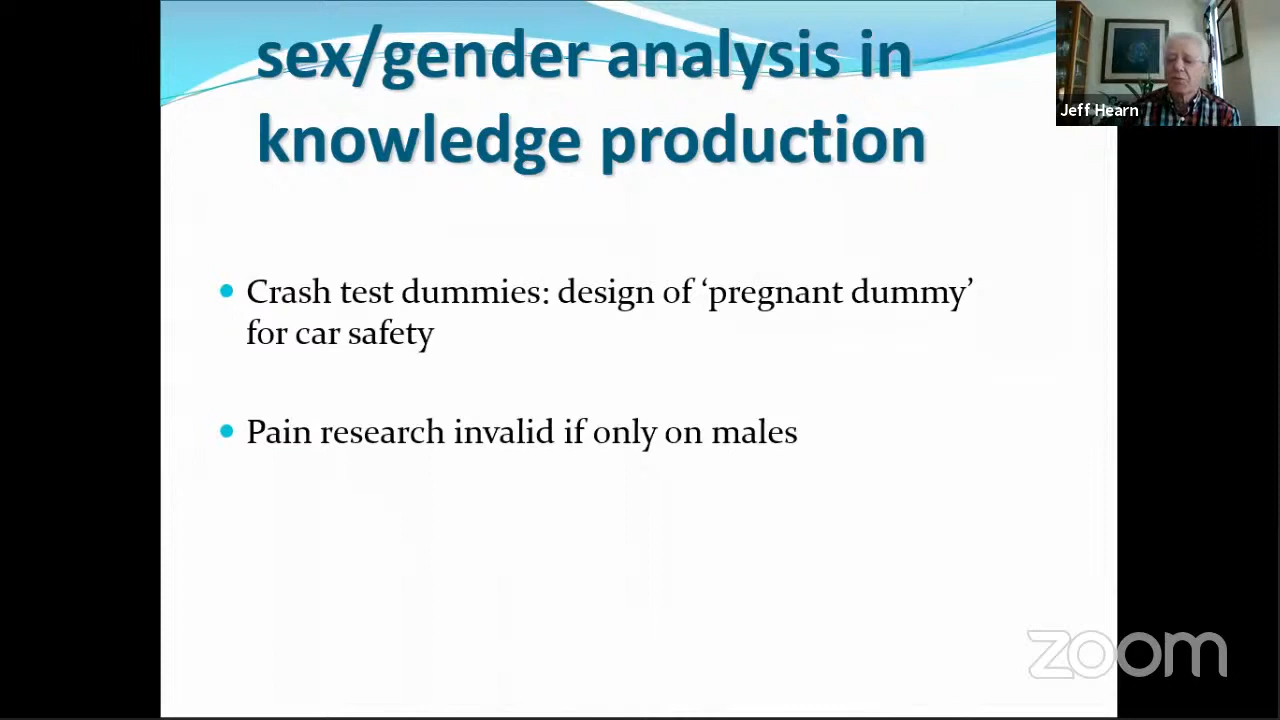 sex/gender analysis in
knowledge production
Jeff Hearn
• Crash test dummies: design of ‘pregnant dummy’
for car safety
• Pain research invalid if only on males
zoom